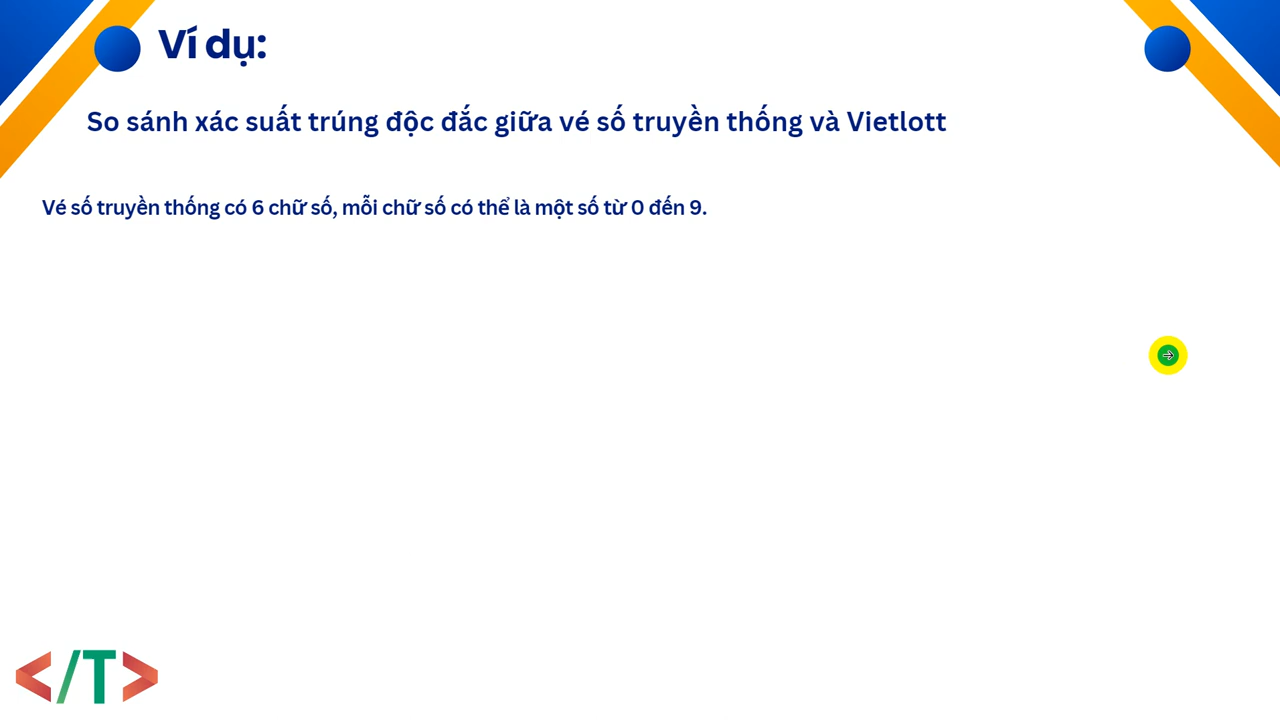 Ví dụ:
So sánh xác suất trúng độc đắc giữa vé số truyền thống và Vietlott
Vé số truyền thống có 6 chữ số, mỗi chữ số có thể là một số từ 0 đến 9.
</T>